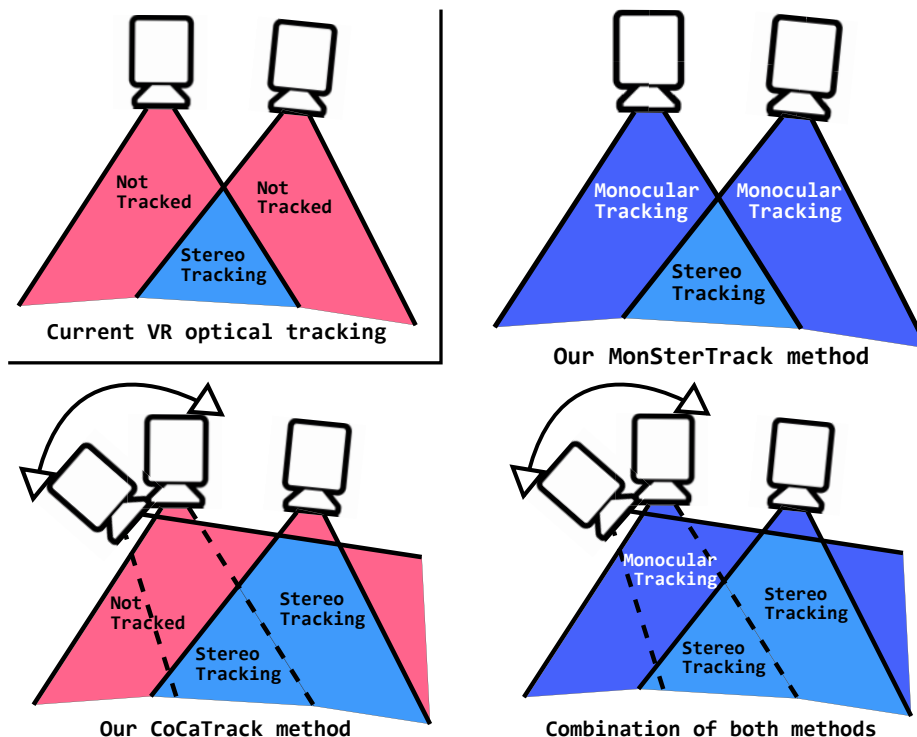 Not
Tracked
Not
Tracked
Stereo
Tracking
Current VR optical tracking
Monocular
Tracking
Monocular
Tracking
Stereo
Tracking
Our MonSterTrack method
Not
Tracked
Stereo
Tracking
Stereo
Tracking
Our CoCaTrack method
Monocular
Tracking
Stereo
Tracking
Stereo
Tracking
Combination of both methods